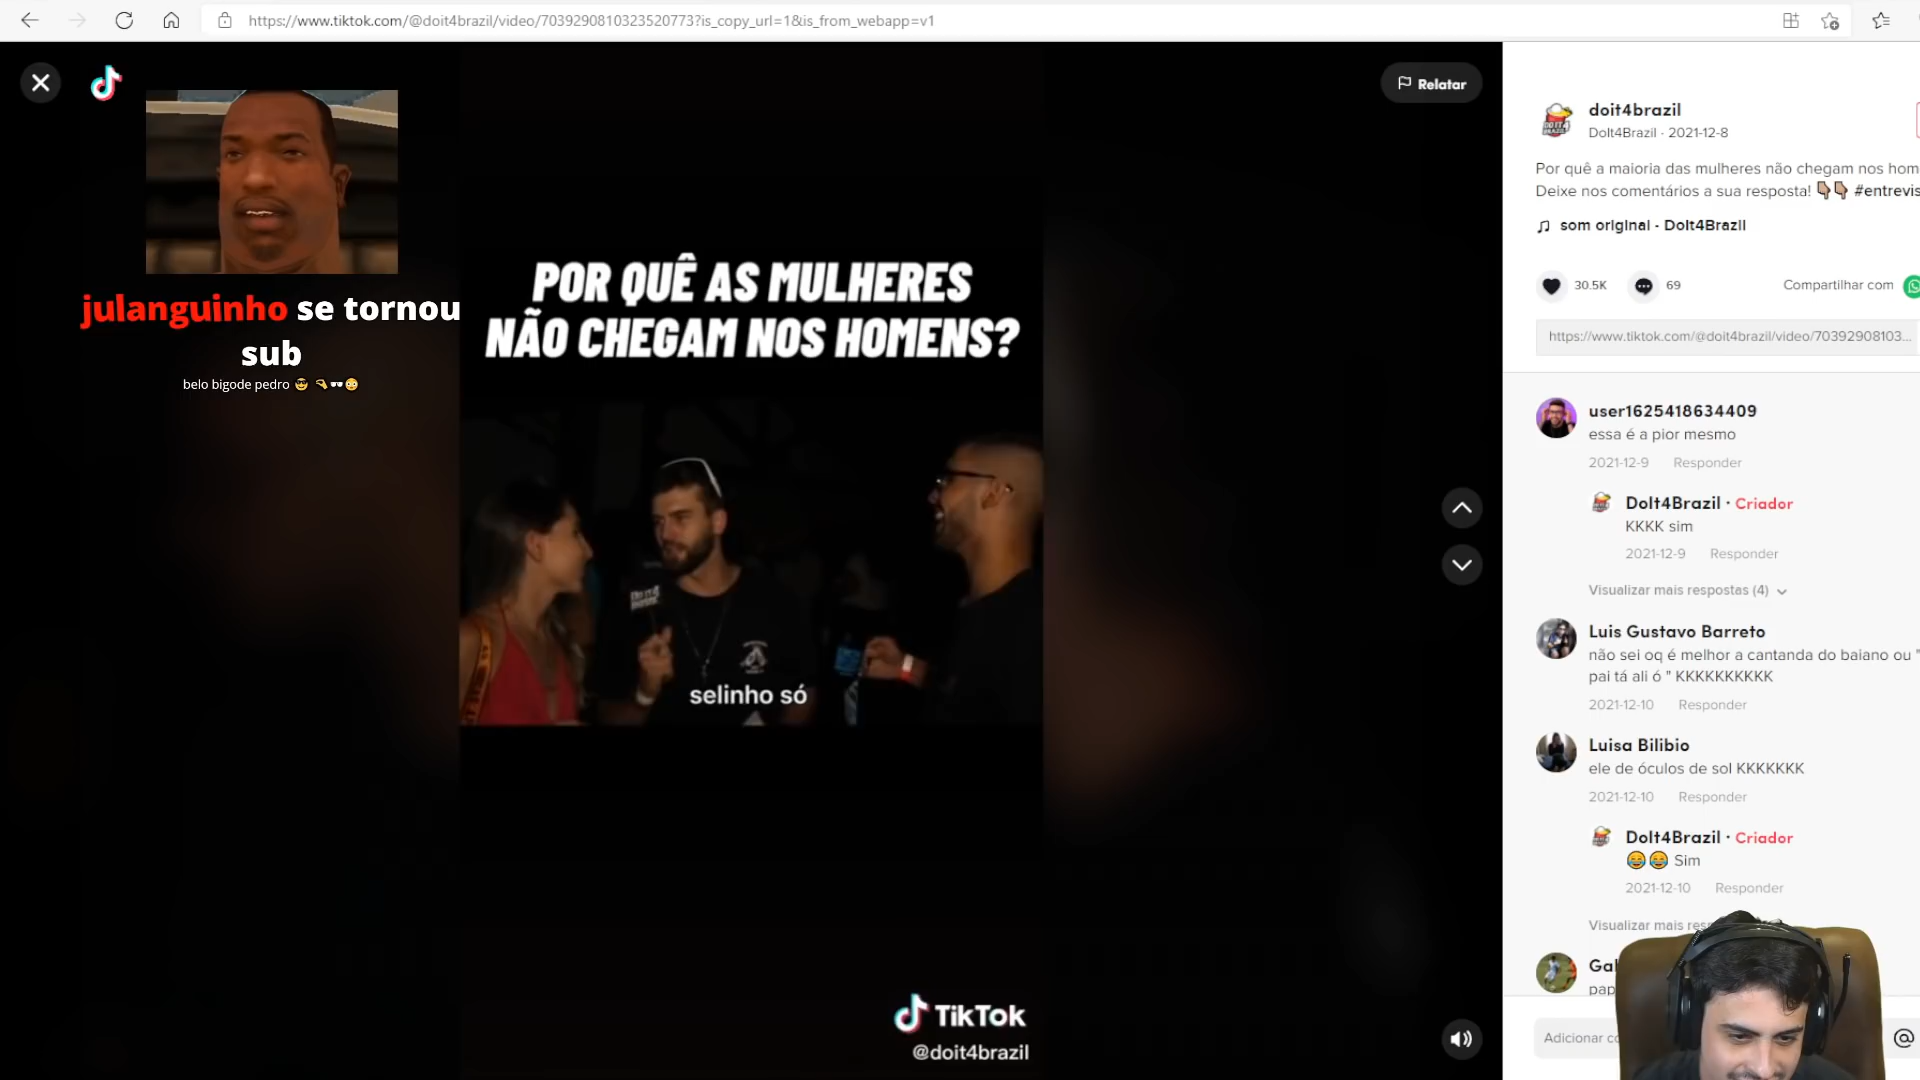 https://www.tiktok.com/@doit4brazil/video/7039290810323520773?is_copy_url=1&is_from_webapp=v1
Relatar
julanguinho se tornou
sub
belo bigode pedro 😎 🤏🕶️😳
POR QUÊ AS MULHERES
NÃO CHEGAM NOS HOMENS?
DO IT 4
selinho só
TikTok
@doit4brazil
doit4brazil
DoIt4Brazil · 2021-12-8
Por quê a maioria das mulheres não chegam nos hom
Deixe nos comentários a sua resposta! 👇🏽👇🏽 #entrevis
som original - DoIt4Brazil
30.5K
69
Compartilhar com
https://www.tiktok.com/@doit4brazil/video/70392908103...
user1625418634409
essa é a pior mesmo
2021-12-9 Responder
DoIt4Brazil · Criador
KKKK sim
2021-12-9 Responder
Visualizar mais respostas (4)
Luis Gustavo Barreto
não sei oq é melhor a cantanda do baiano ou "
pai tá ali ó " KKKKKKKKKK
2021-12-10 Responder
Luisa Bilibio
ele de óculos de sol KKKKKKK
2021-12-10 Responder
DoIt4Brazil · Criador
😂😂 Sim
2021-12-10 Responder
Visualizar mais res
Gal
pap
Adicionar co
@